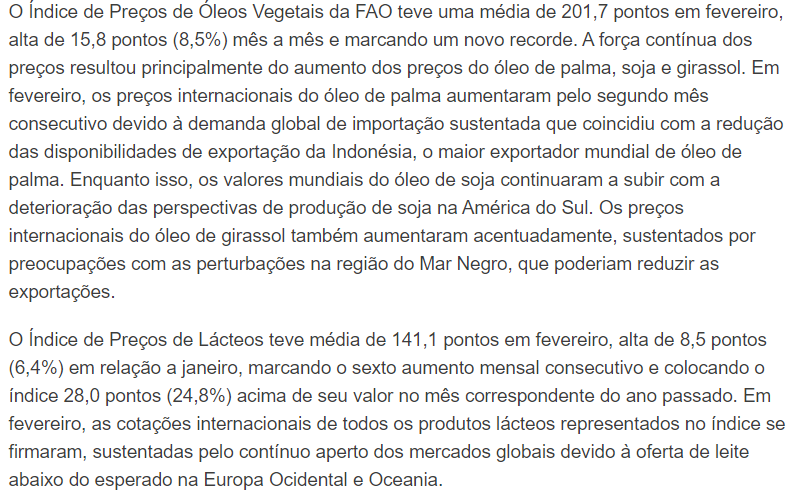 O Índice de Preços de Óleos Vegetais da FAO teve uma média de 201,7 pontos em fevereiro,
alta de 15,8 pontos (8,5%) mês a mês e marcando um novo recorde. A força contínua dos
preços resultou principalmente do aumento dos preços do óleo de palma, soja e girassol. Em
fevereiro, os preços internacionais do óleo de palma aumentaram pelo segundo mês
consecutivo devido à demanda global de importação sustentada que coincidiu com a redução
das disponibilidades de exportação da Indonésia, o maior exportador mundial de óleo de
palma. Enquanto isso, os valores mundiais do óleo de soja continuaram a subir com a
deterioração das perspectivas de produção de soja na América do Sul. Os preços
internacionais do óleo de girassol também aumentaram acentuadamente, sustentados por
preocupações com as perturbações na região do Mar Negro, que poderiam reduzir as
exportações.
O Índice de Preços de Lácteos teve média de 141,1 pontos em fevereiro, alta de 8,5 pontos
(6,4%) em relação a janeiro, marcando o sexto aumento mensal consecutivo e colocando o
índice 28,0 pontos (24,8%) acima de seu valor no mês correspondente do ano passado. Em
fevereiro, as cotações internacionais de todos os produtos lácteos representados no índice se
firmaram, sustentadas pelo contínuo aperto dos mercados globais devido à oferta de leite
abaixo do esperado na Europa Ocidental e Oceania.